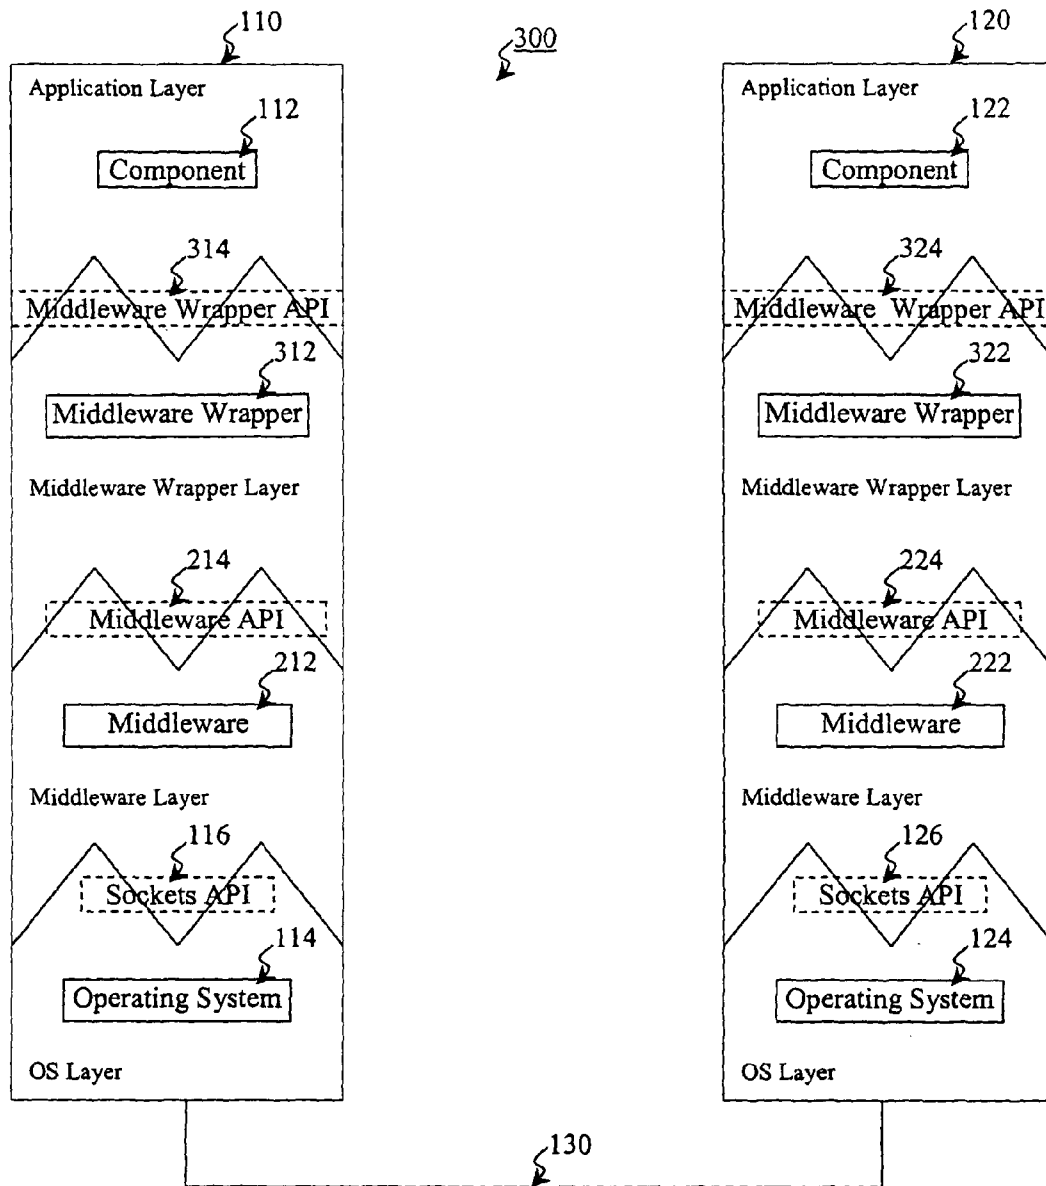 110
300
120
Application Layer
Application Layer
112
122
Component
Component
314
324
Middleware Wrapper API
Middleware Wrapper API
312
322
Middleware Wrapper
Middleware Wrapper
Middleware Wrapper Layer
Middleware Wrapper Layer
214
224
Middleware API
Middleware API
212
222
Middleware
Middleware
Middleware Layer
Middleware Layer
116
126
Sockets API
Sockets API
114
124
Operating System
Operating System
OS Layer
OS Layer
130